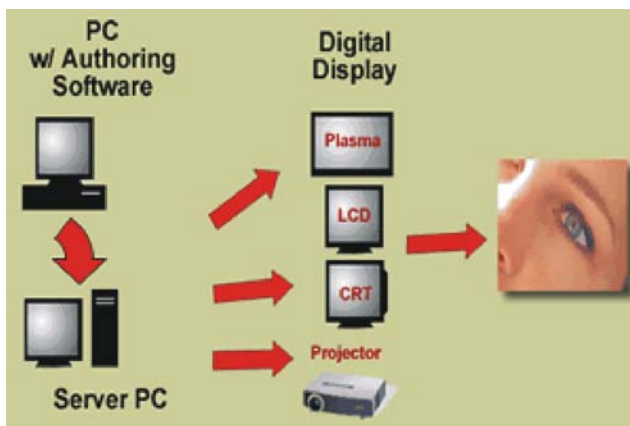 PC
w/ Authoring
Software
Digital
Display
Plasma
LCD
CRT
Projector
Server PC